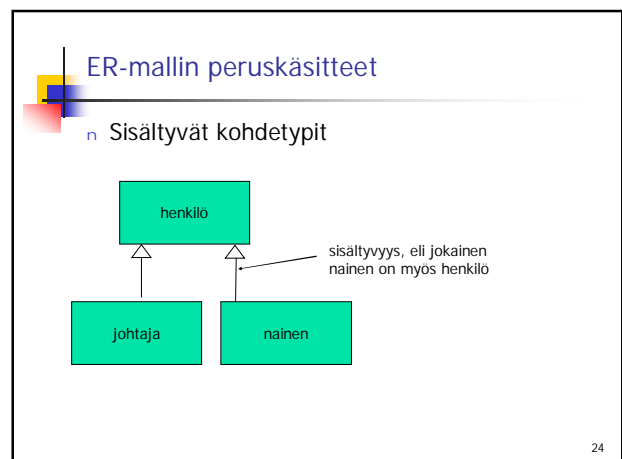 ER-mallin peruskäsitteet
n Sisältyvät kohdetypit
henkilö
sisältyvyys, eli jokainen
nainen on myös henkilö
johtaja
nainen
24